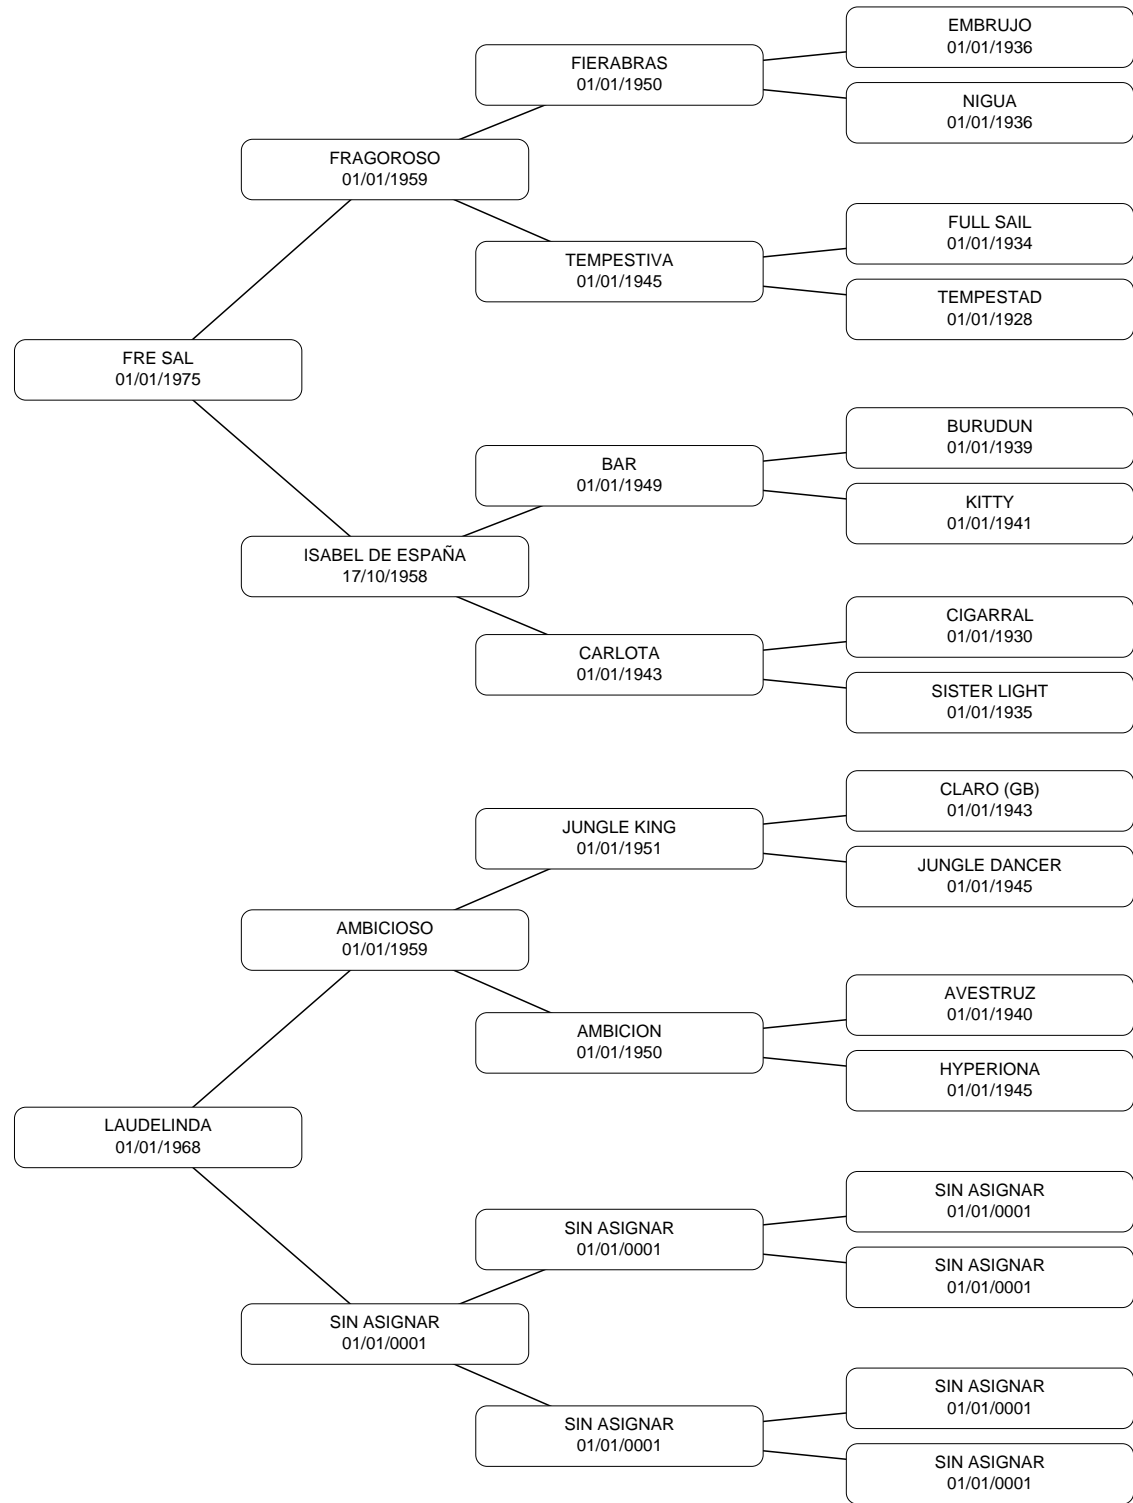 EMBRUJO
01/01/1936
FIERABRAS
01/01/1950
NIGUA
01/01/1936
FRAGOROSO
01/01/1959
FULL SAIL
01/01/1934
TEMPESTIVA
01/01/1945
TEMPESTAD
01/01/1928
FRE SAL
01/01/1975
BURUDUN
01/01/1939
BAR
01/01/1949
KITTY
01/01/1941
ISABEL DE ESPAÑA
17/10/1958
CIGARRAL
01/01/1930
CARLOTA
01/01/1943
SISTER LIGHT
01/01/1935
CLARO (GB)
01/01/1943
JUNGLE KING
01/01/1951
JUNGLE DANCER
01/01/1945
AMBICIOSO
01/01/1959
AVESTRUZ
01/01/1940
AMBICION
01/01/1950
HYPERIONA
01/01/1945
LAUDELINDA
01/01/1968
SIN ASIGNAR
01/01/0001
SIN ASIGNAR
01/01/0001
SIN ASIGNAR
01/01/0001
SIN ASIGNAR
01/01/0001
SIN ASIGNAR
01/01/0001
SIN ASIGNAR
01/01/0001
SIN ASIGNAR
01/01/0001